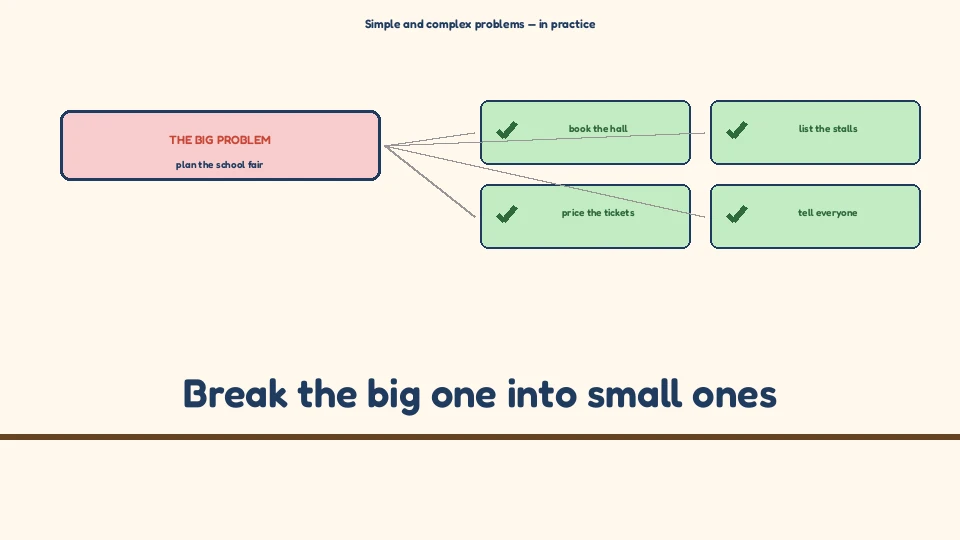 Simple and complex problems — in practice
THE BIG PROBLEM
plan the school fair
book the hall
list the stalls
price the tickets
tell everyone
Break the big one into small ones